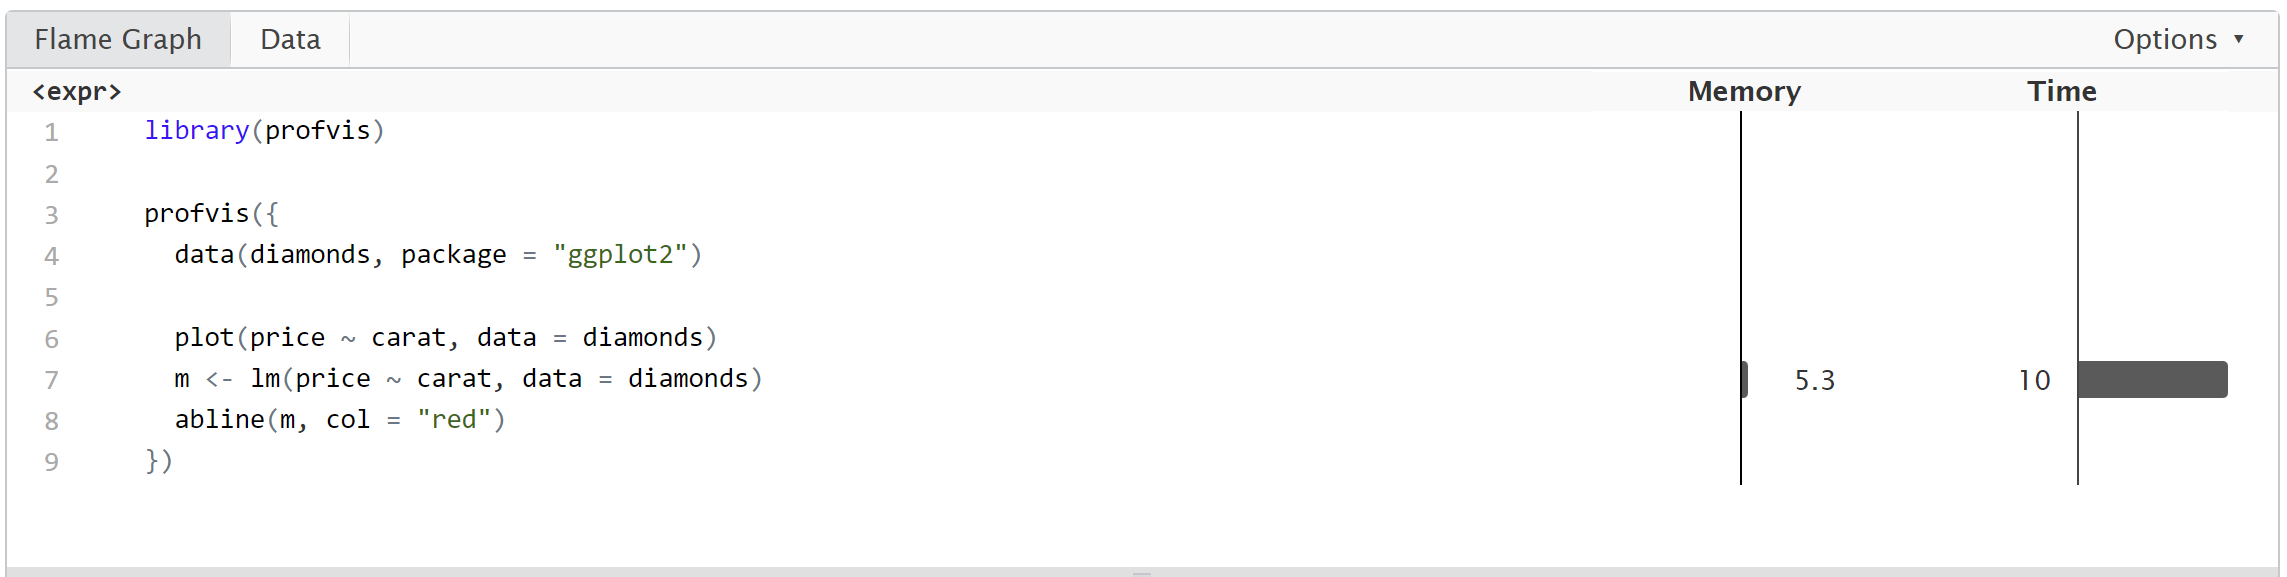 Flame Graph Data Options ▼
<expr> Memory Time
1 library(profvis)
2
3 profvis({
4   data(diamonds, package = "ggplot2")
5
6   plot(price ~ carat, data = diamonds)
7   m <- lm(price ~ carat, data = diamonds) 5.3 10
8   abline(m, col = "red")
9 })